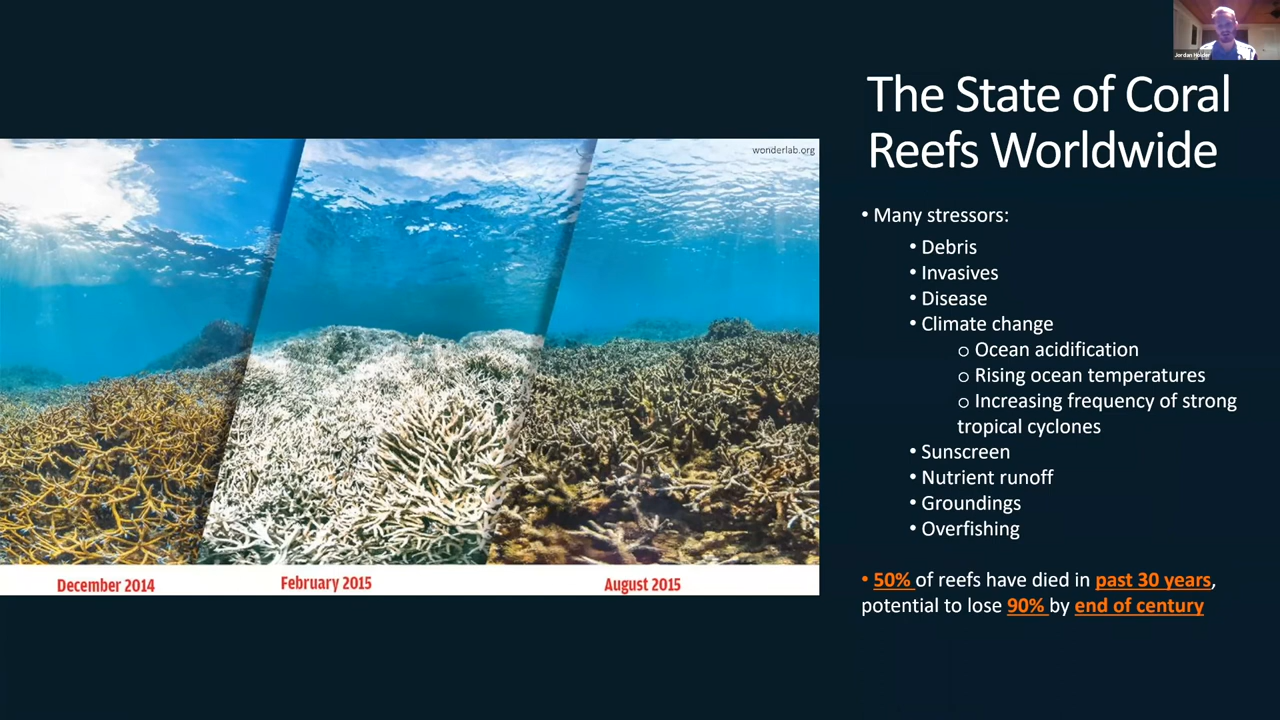 Jordan Holder
The State of Coral
Reefs Worldwide
wonderlab.org
• Many stressors:
• Debris
• Invasives
• Disease
• Climate change
o Ocean acidification
o Rising ocean temperatures
o Increasing frequency of strong
tropical cyclones
• Sunscreen
• Nutrient runoff
• Groundings
• Overfishing
• 50% of reefs have died in past 30 years,
potential to lose 90% by end of century
December 2014
February 2015
August 2015